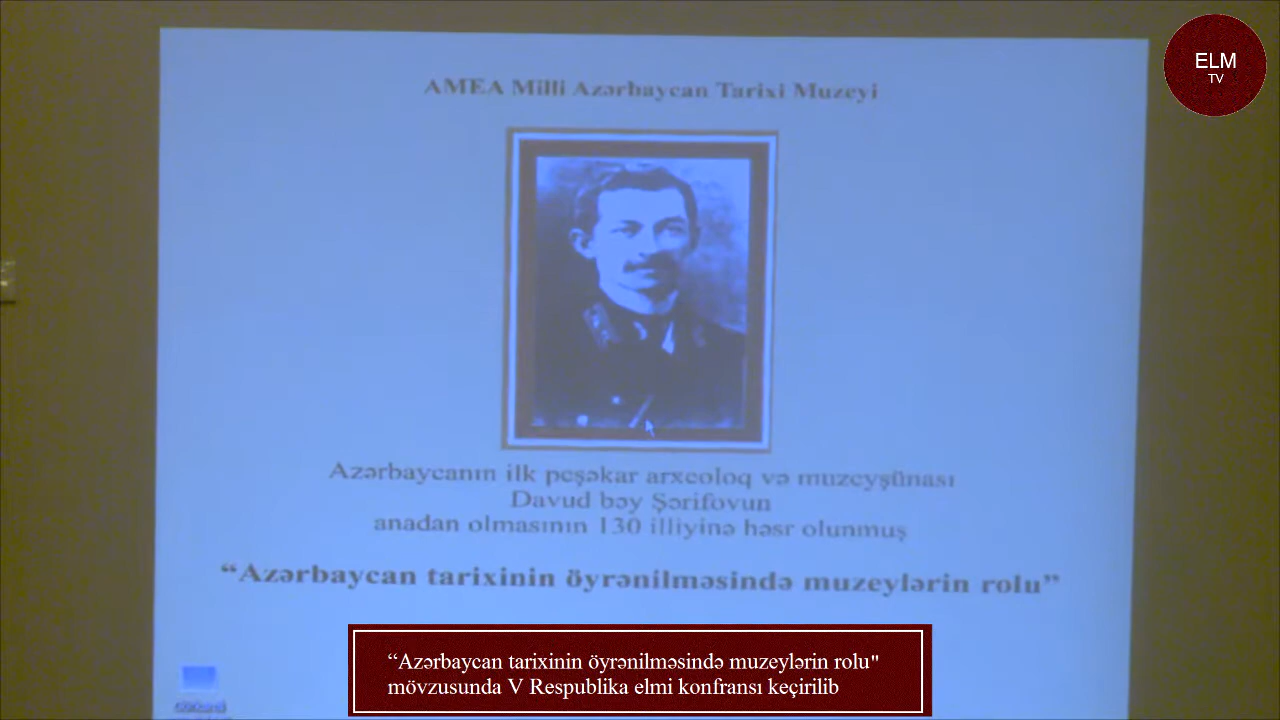 ELM
TV
AMEA Milli Azərbaycan Tarixi Muzeyi
Azərbaycanın ilk peşəkar arxeoloq və muzeyşünası
Davud bəy Şərifovun
anadan olmasının 130 illiyinə həsr olunmuş
“Azərbaycan tarixinin öyrənilməsində muzeylərin rolu”
“Azərbaycan tarixinin öyrənilməsində muzeylərin rolu"
mövzusunda V Respublika elmi konfransı keçirilib